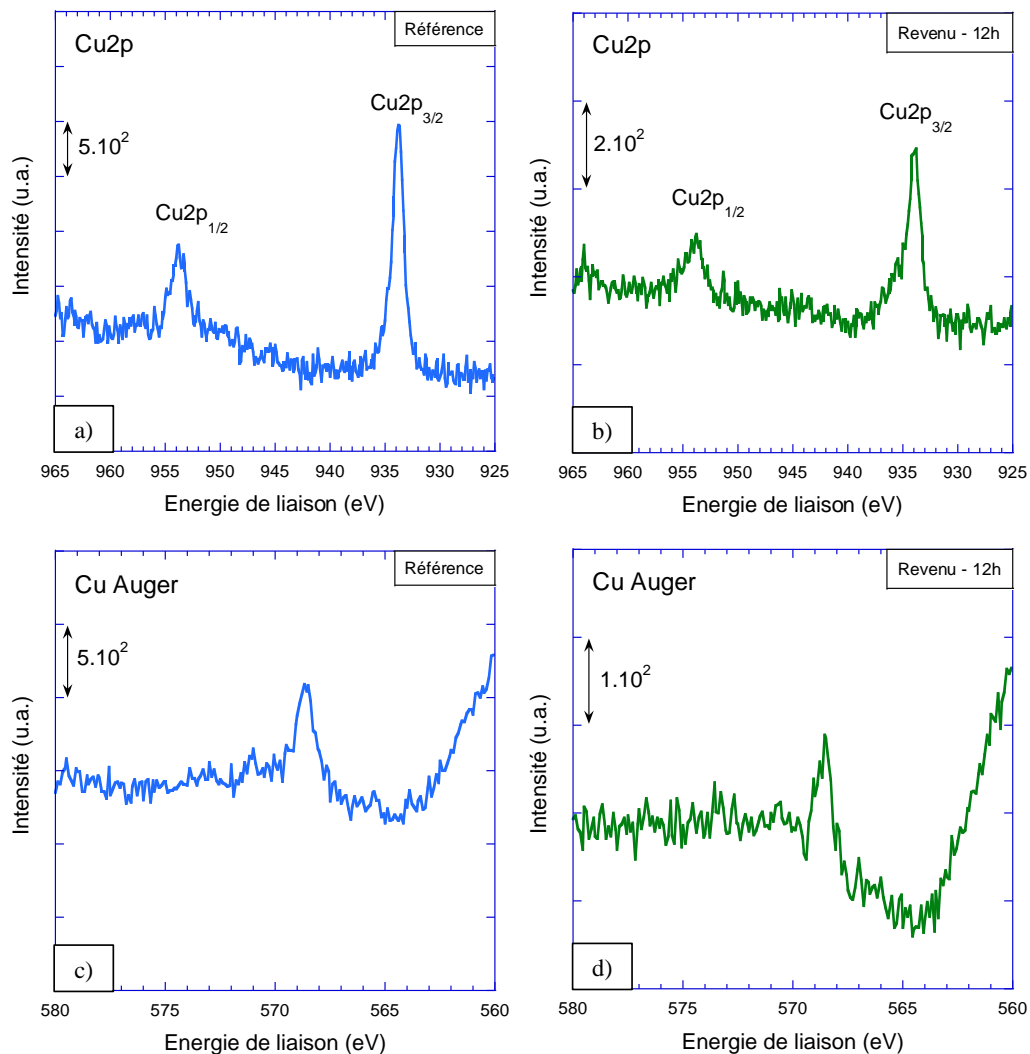 Cu2p
Référence
Cu2p3/2
5.10²
Cu2p1/2
Intensité (u.a.)
a)
965 960 955 950 945 940 935 930 925
Energie de liaison (eV)
Cu2p
Revenu - 12h
Cu2p3/2
2.10²
Cu2p1/2
Intensité (u.a.)
b)
965 960 955 950 945 940 935 930 925
Energie de liaison (eV)
Cu Auger
Référence
5.10²
Intensité (u.a.)
c)
580 575 570 565 560
Energie de liaison (eV)
Cu Auger
Revenu - 12h
1.10²
Intensité (u.a.)
d)
580 575 570 565 560
Energie de liaison (eV)